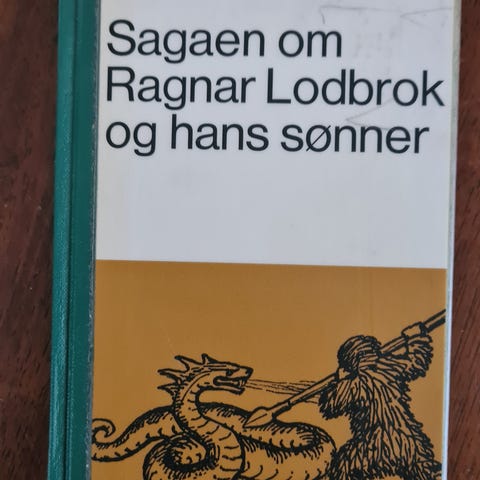 Sagaen om
Ragnar Lodbrok
og hans sønner